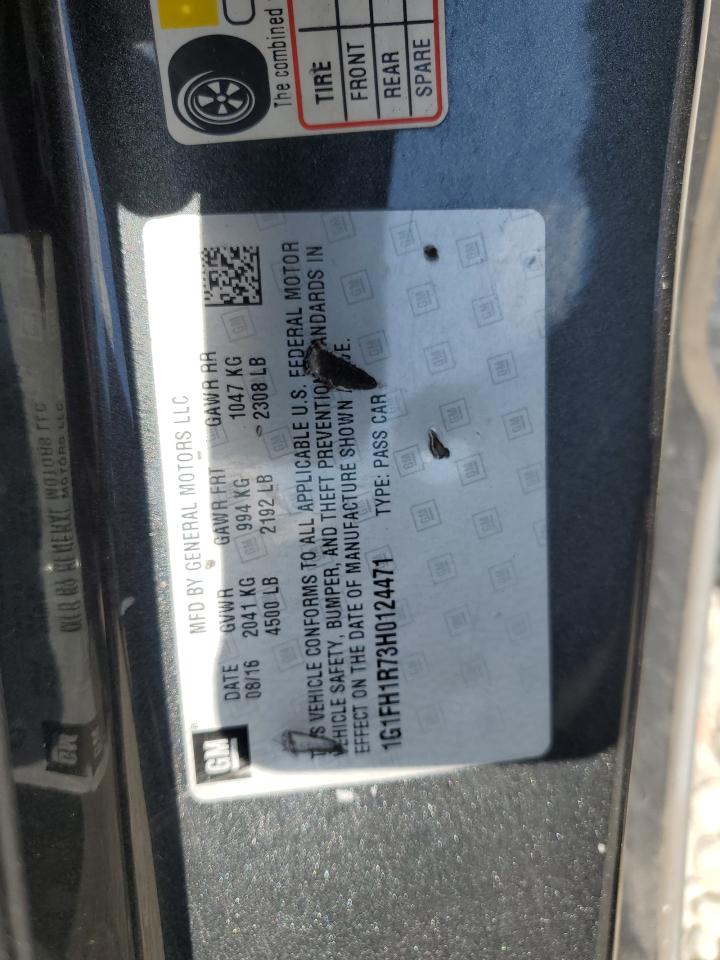 The combined
TIRE
FRONT
REAR
SPARE
MFD BY GENERAL MOTORS LLC
GM
DATE GVWR GAWR FRT GAWR RR
08/16 2041 KG 994 KG 1047 KG
4500 LB 2192 LB 2308 LB
VEHICLE CONFORMS TO ALL APPLICABLE U.S. FEDERAL MOTOR
VEHICLE SAFETY, BUMPER, AND THEFT PREVENTION STANDARDS IN
EFFECT ON THE DATE OF MANUFACTURE SHOWN
1G1FH1R73H0124471 TYPE: PASS CAR